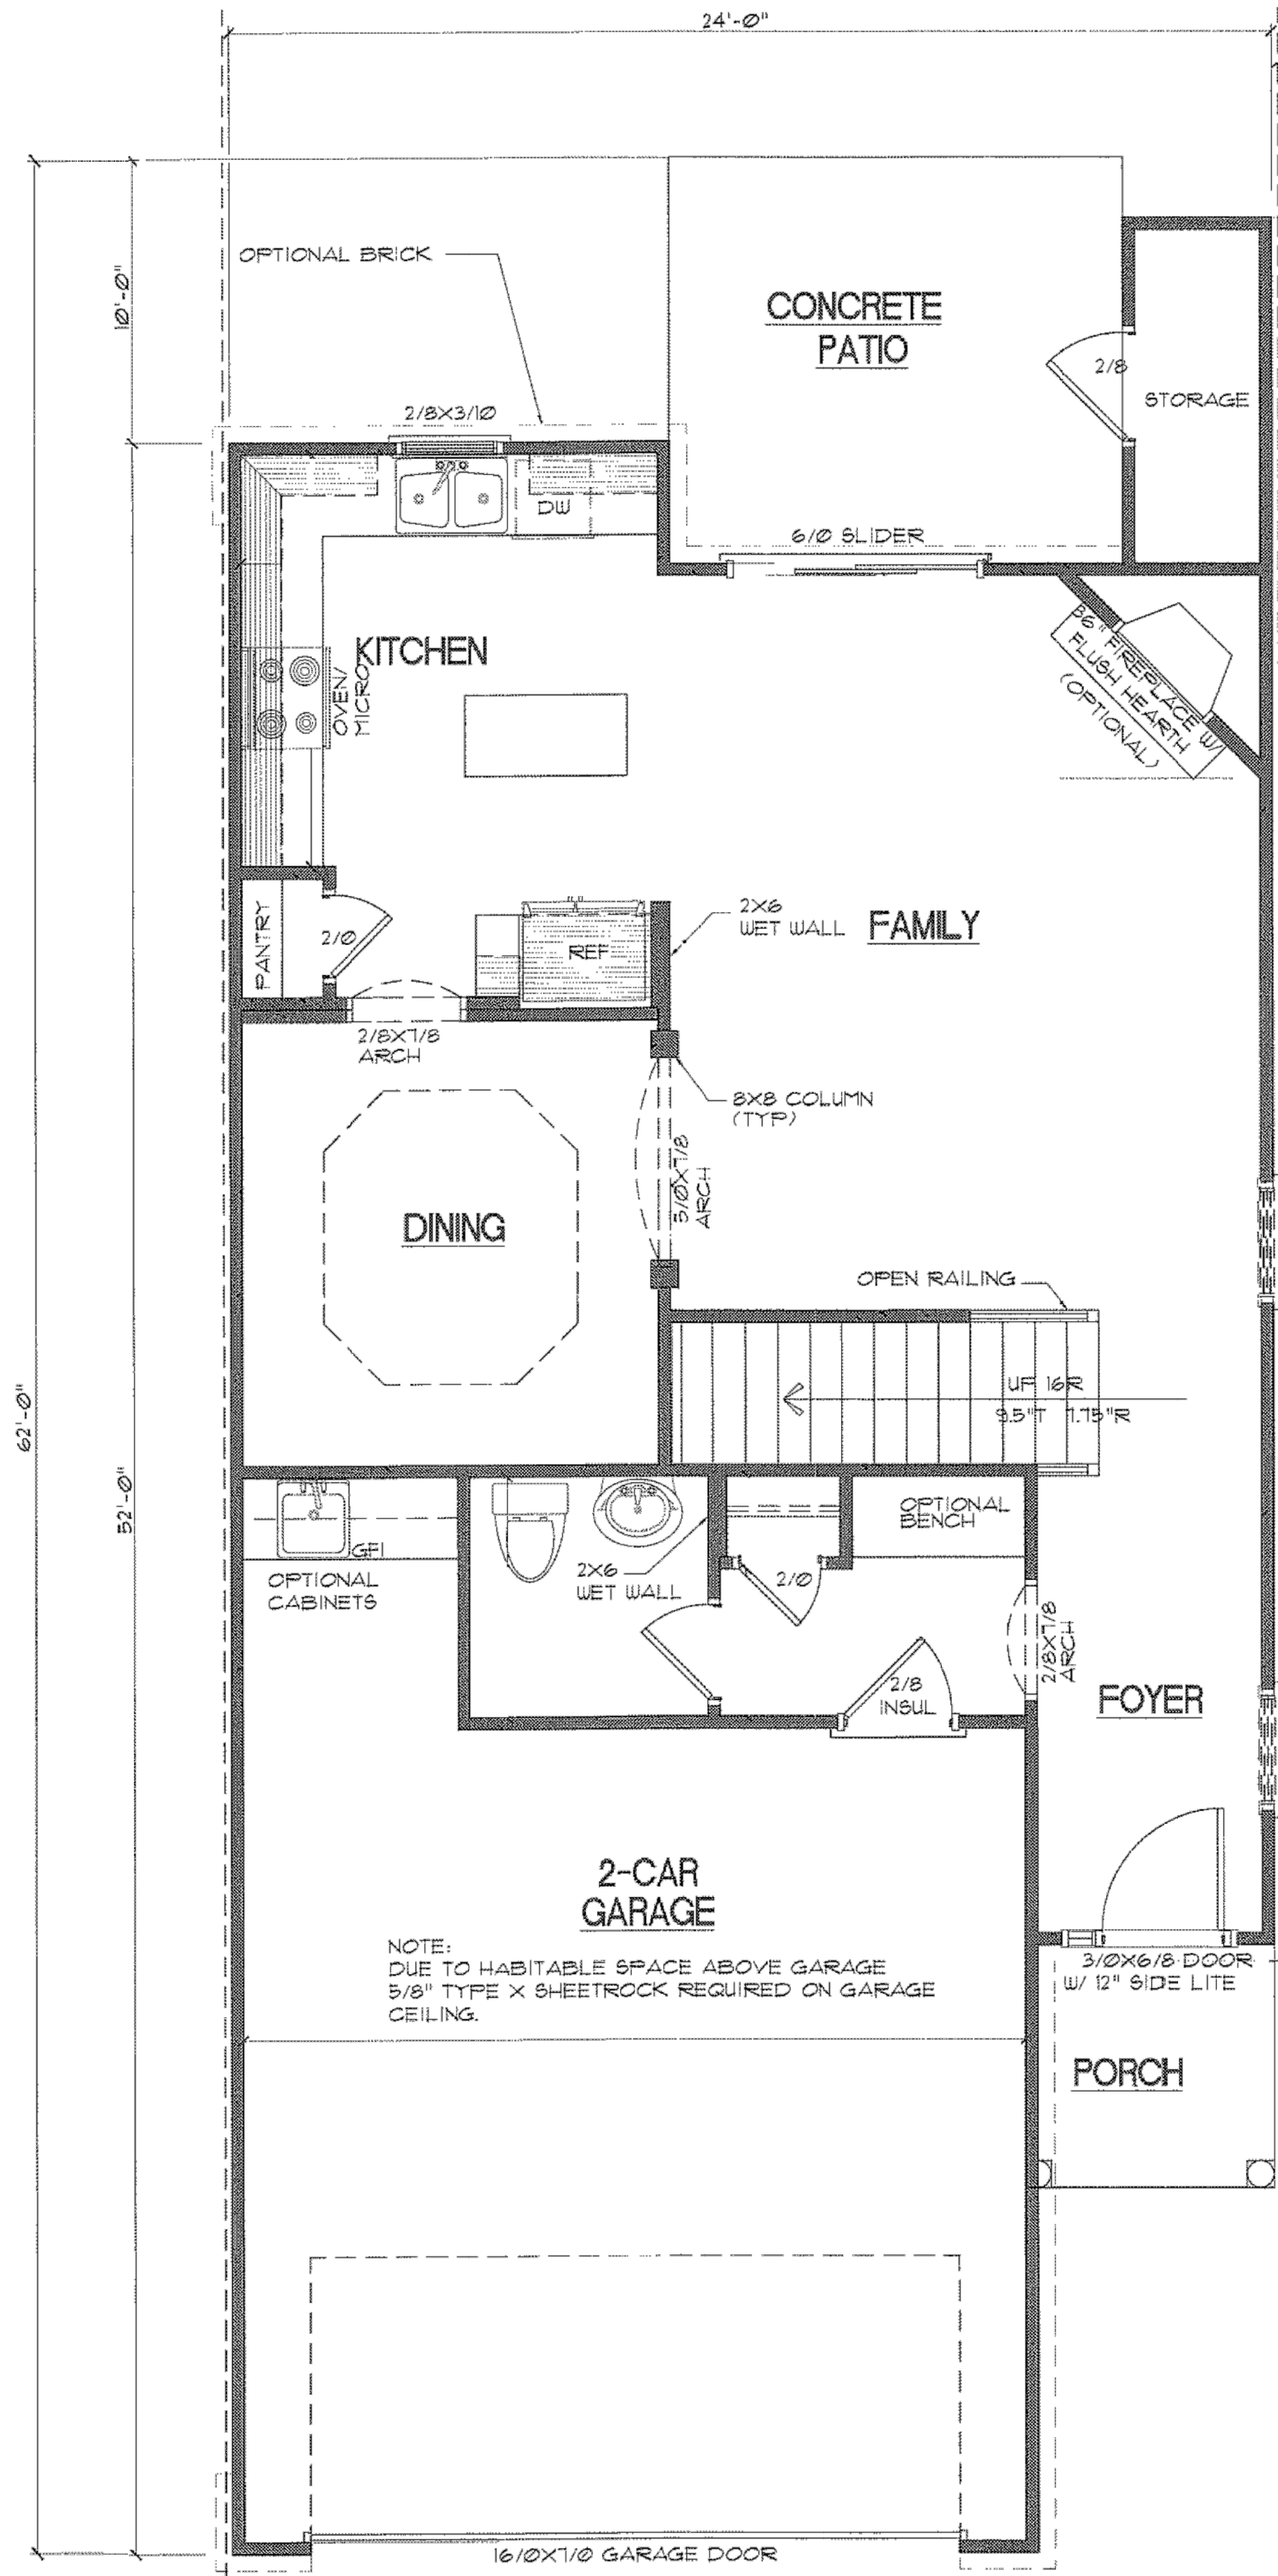 24'-0"
OPTIONAL BRICK
10'-0"
CONCRETE
PATIO
2/8
STORAGE
2/8X3/10
DW
6/0 SLIDER
KITCHEN
OVEN/
MICRO
36" FIREPLACE W/
FLUSH HEARTH
(OPTIONAL)
PANTRY
2/0
REF
2X6
WET WALL
FAMILY
2/8X7/8
ARCH
8X8 COLUMN
(TYP)
5/0X7/8
ARCH
DINING
OPEN RAILING
UP 16R
9.5"T 7.75"R
62'-0"
52'-0"
GFI
OPTIONAL
CABINETS
2X6
WET WALL
2/0
OPTIONAL
BENCH
2/8X7/8
ARCH
2/8
INSUL
FOYER
2-CAR
GARAGE
NOTE:
DUE TO HABITABLE SPACE ABOVE GARAGE
5/8" TYPE X SHEETROCK REQUIRED ON GARAGE
CEILING.
3/0X6/8 DOOR
W/ 12" SIDE LITE
PORCH
16/0X7/0 GARAGE DOOR